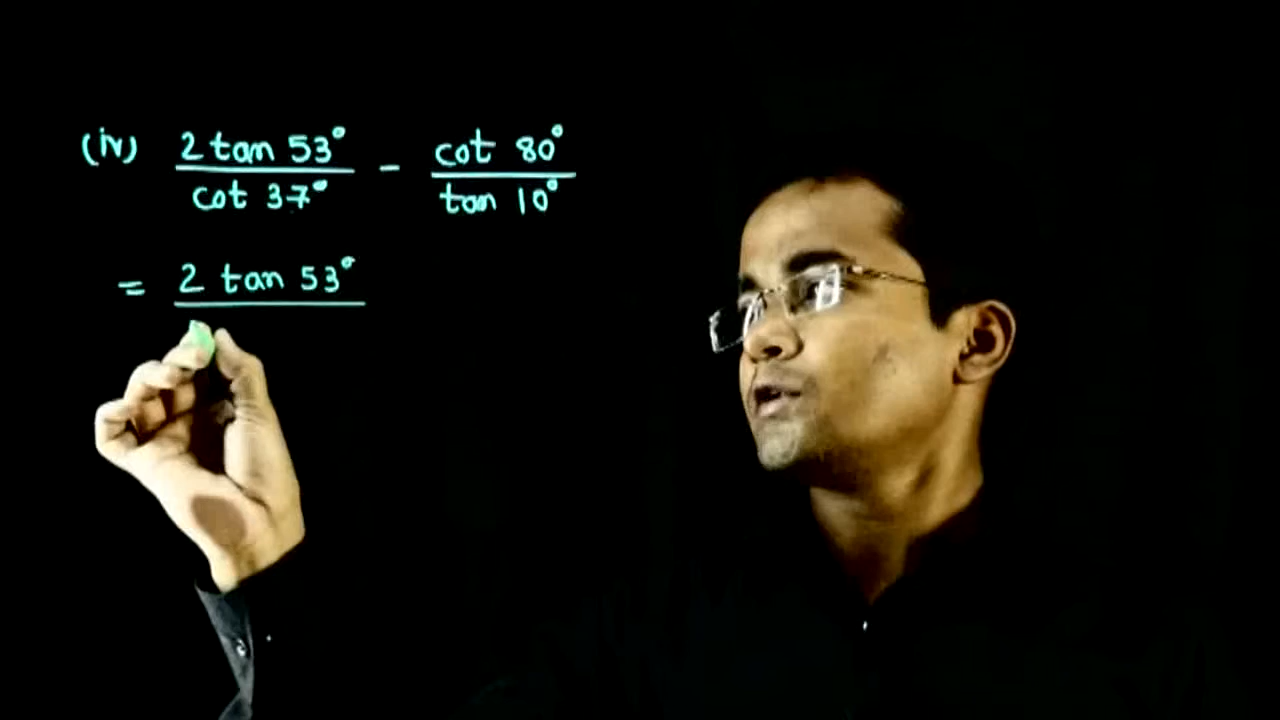 (iv) 2 tan 53° / cot 37° - cot 80° / tan 10°
= 2 tan 53°